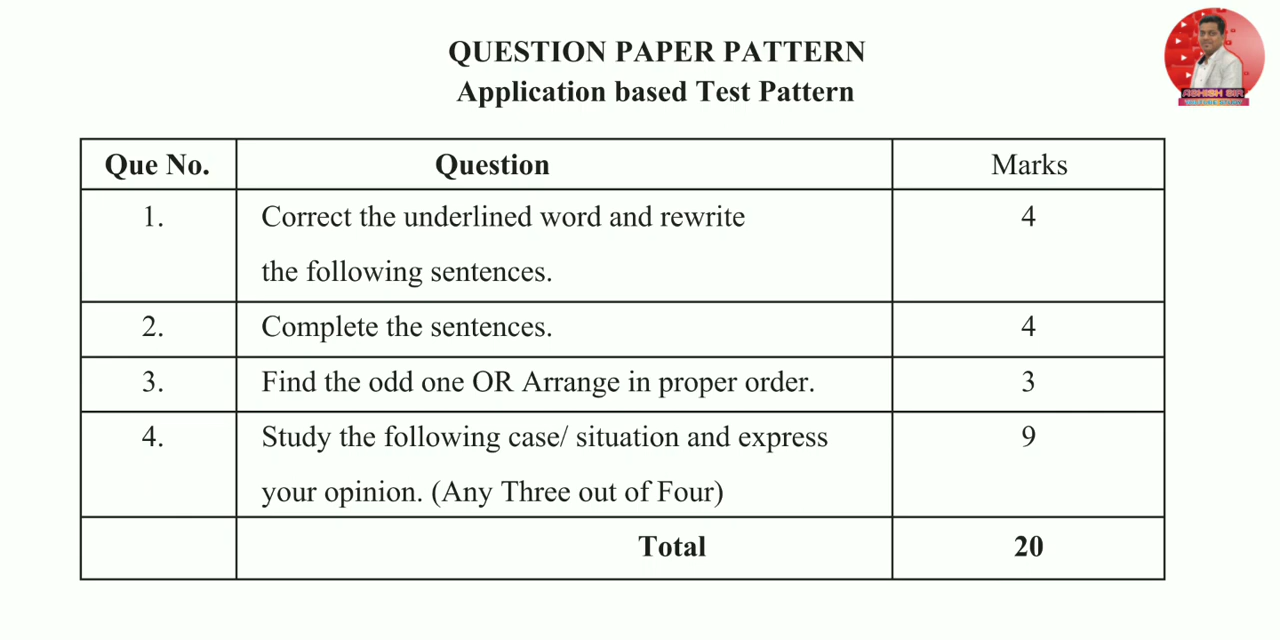 QUESTION PAPER PATTERN
Application based Test Pattern
Que No. Question Marks
1. Correct the underlined word and rewrite 4
the following sentences.
2. Complete the sentences. 4
3. Find the odd one OR Arrange in proper order. 3
4. Study the following case/ situation and express 9
your opinion. (Any Three out of Four)
Total 20
ASHISH SIR